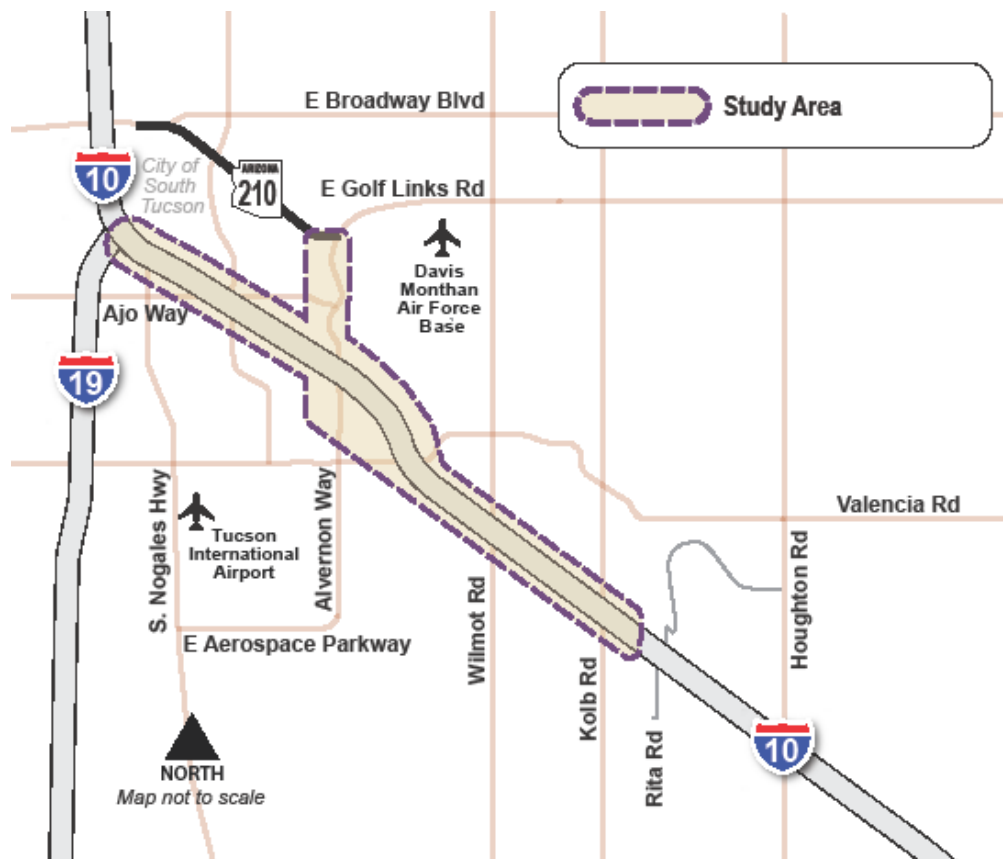 E Broadway Blvd
Study Area
10
City of
South
Tucson
ARIZONA
210
E Golf Links Rd
Davis
Monthan
Air Force
Base
Ajo Way
19
S. Nogales Hwy
Tucson
International
Airport
Alvernon Way
Valencia Rd
Wilmot Rd
Houghton Rd
E Aerospace Parkway
Kolb Rd
Rita Rd
10
NORTH
Map not to scale